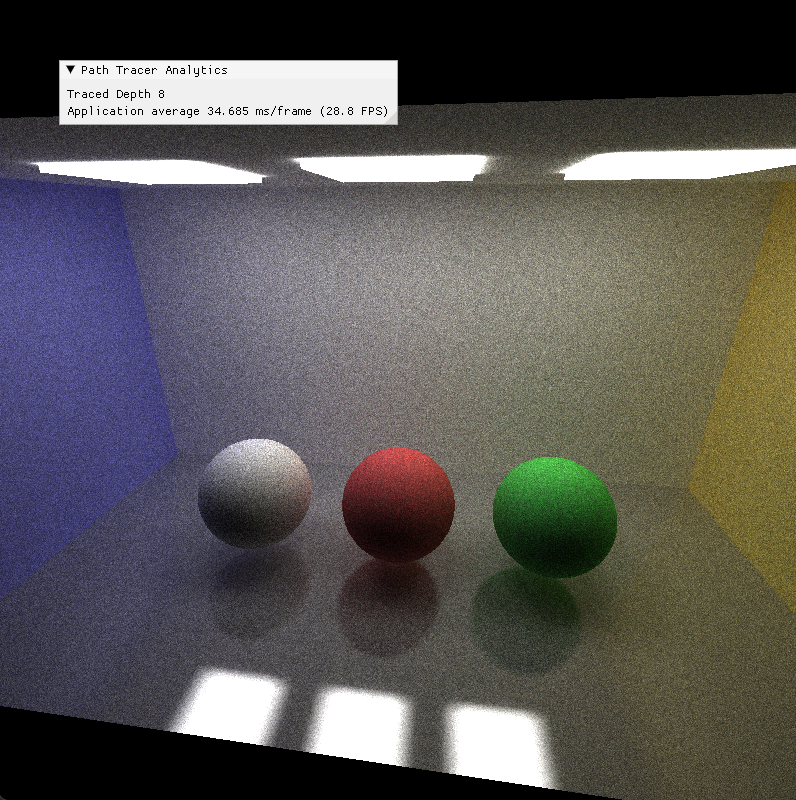 Path Tracer Analytics
Traced Depth 8
Application average 34.685 ms/frame (28.8 FPS)